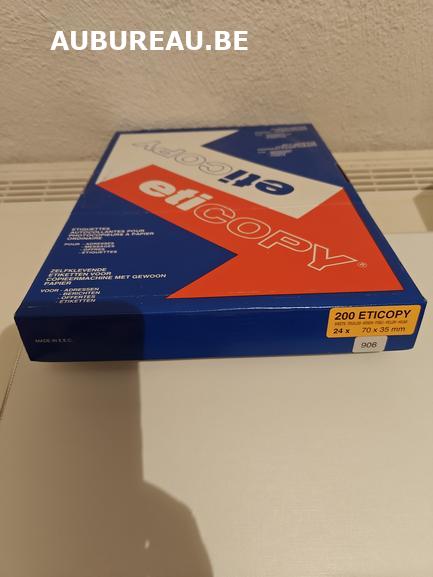 AUBUREAU.BE
etiCOPY
etiCOPY®
ETIQUETTES
AUTOCOLLANTES POUR
PHOTOCOPIEURS A PAPIER
ORDINAIRE
POUR - ADRESSES
- MESSAGES
- OFFRES
- ETIQUETTES
ZELFKLEVENDE
ETIKETTEN VOOR
COPIEERMACHINE MET GEWOON
PAPIER
VOOR - ADRESSEN
- BERICHTEN
- OFFERTES
- ETIKETTEN
MADE IN E.E.C.
200 ETICOPY
24 x 70 x 35 mm
906